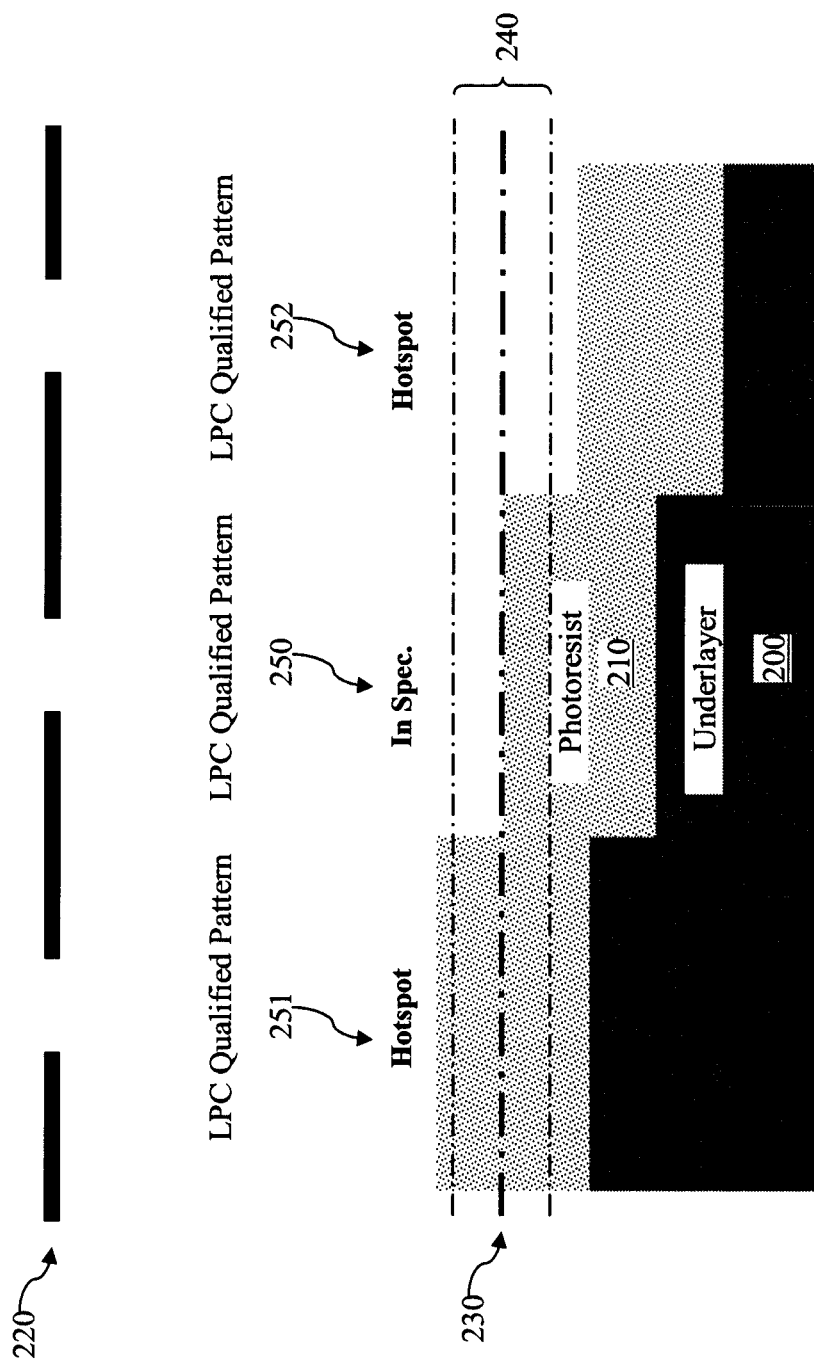 220
LPC Qualified Pattern
LPC Qualified Pattern
LPC Qualified Pattern
251
250
252
Hotspot
In Spec.
Hotspot
230
240
Photoresist
210
Underlayer
200